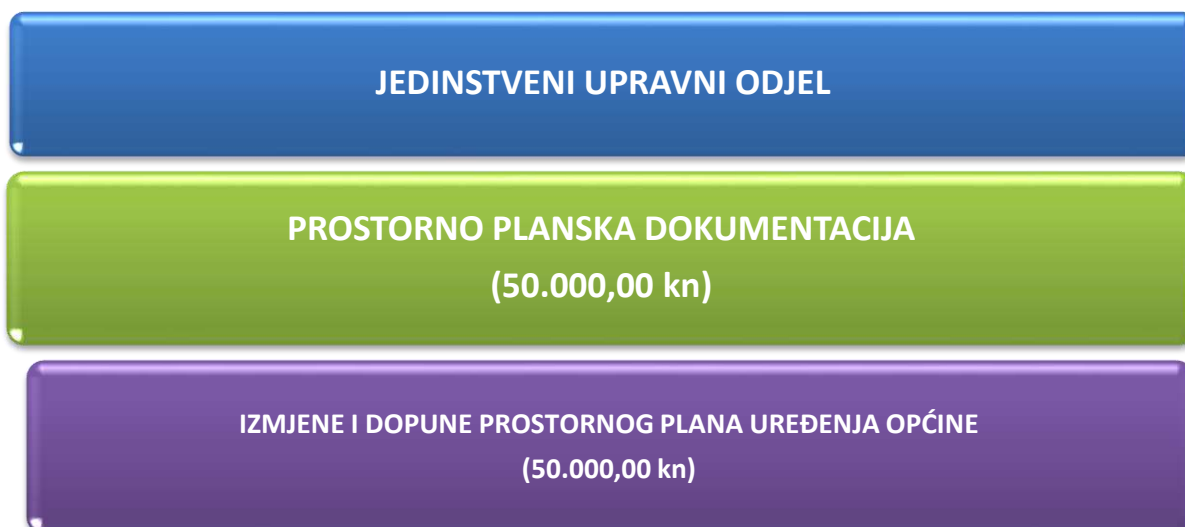 JEDINSTVENI UPRAVNI ODJEL
PROSTORNO PLANSKA DOKUMENTACIJA
(50.000,00 kn)
IZMJENE I DOPUNE PROSTORNOG PLANA UREĐENJA OPĆINE
(50.000,00 kn)